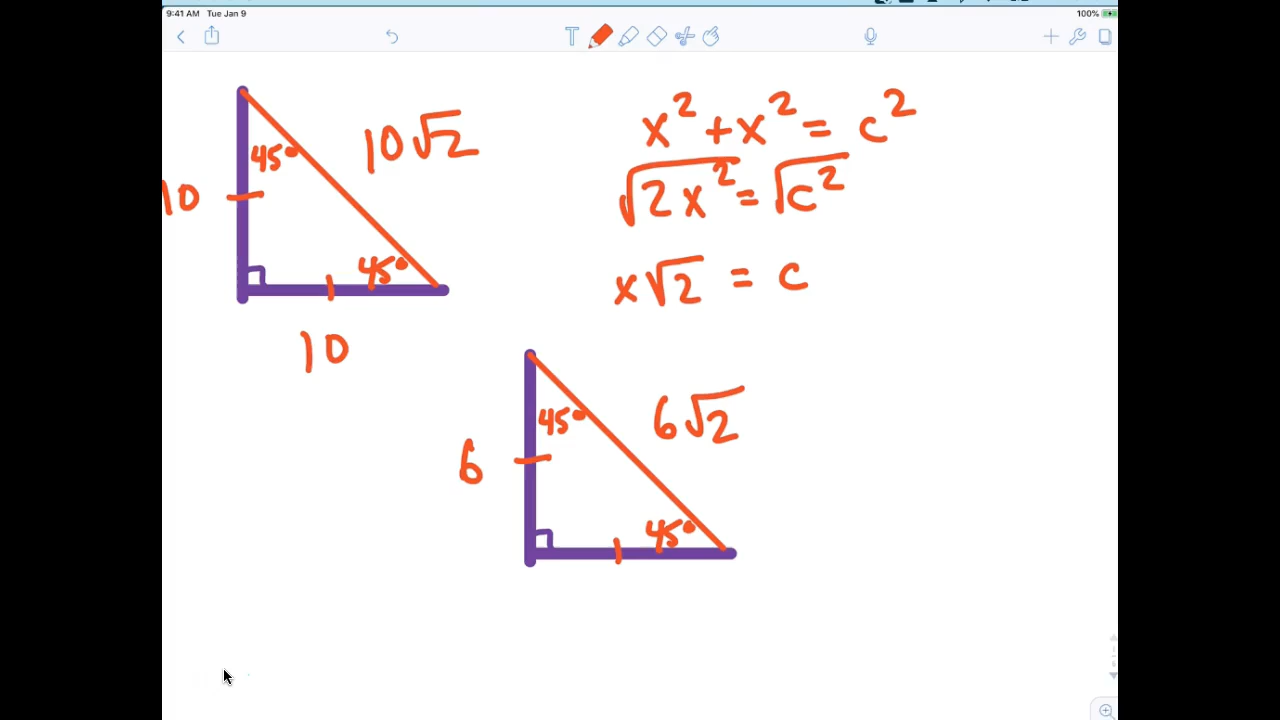 9:41 AM Tue Jan 9
100%
T
45°
10√2
10
45°
10
x² + x² = c²
√2x² = √c²
x√2 = c
45°
6√2
6
45°